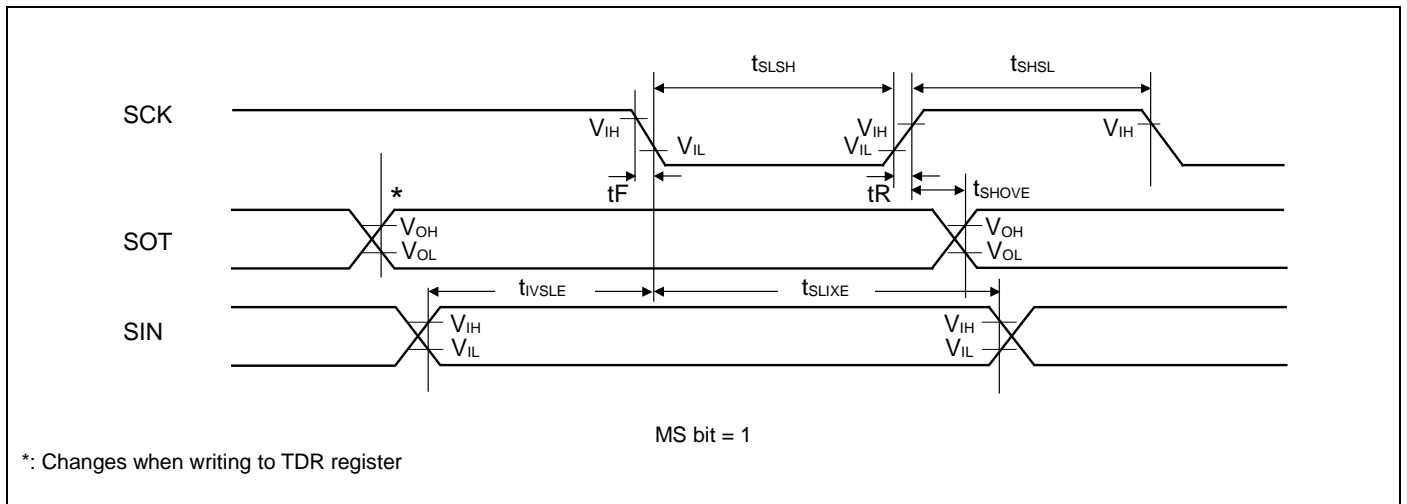 tSLSH tSHSL
SCK
VIH VIL VIH VIL VIH
tF tR tSHOVE
*
SOT
VOH VOH
VOL VOL
tIVSLE tSLIXE
SIN
VIH VIH
VIL VIL
MS bit = 1
*: Changes when writing to TDR register